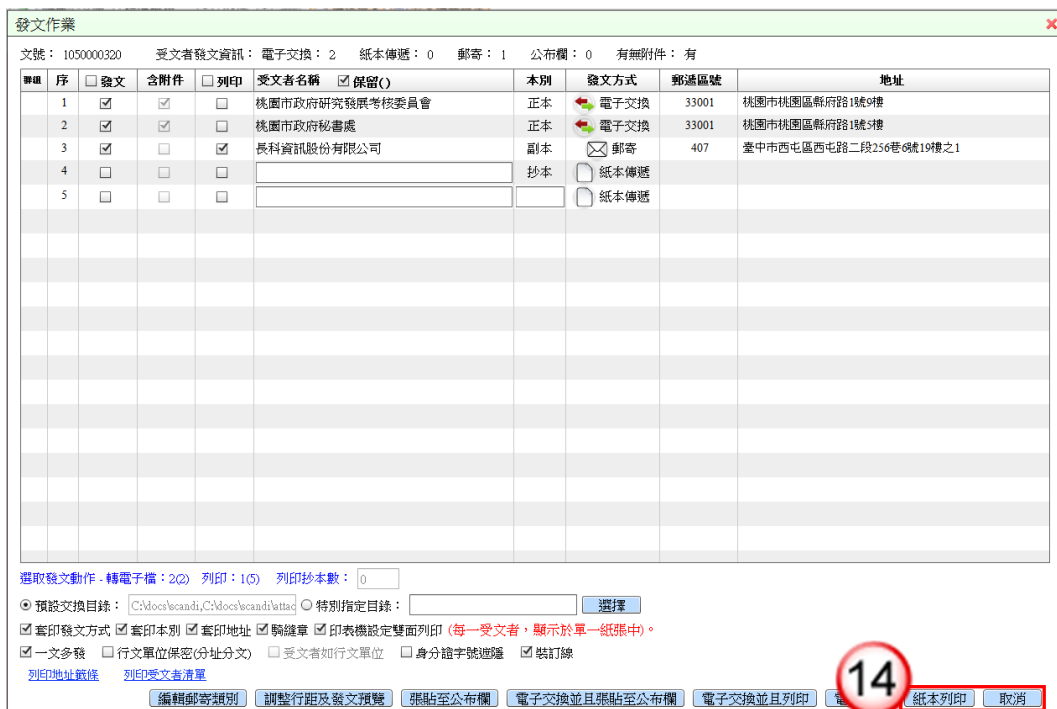 發文作業
文號： 1050000320 受文者發文資訊： 電子交換： 2 紙本傳遞： 0 郵寄： 1 公布欄： 0 有無附件： 有
群組 序 發文 含附件 列印 受文者名稱 保留() 本別 發文方式 郵遞區號 地址
1 桃園市政府研究發展考核委員會 正本 電子交換 33001 桃園市桃園區縣府路1號9樓
2 桃園市政府秘書處 正本 電子交換 33001 桃園市桃園區縣府路1號5樓
3 長科資訊股份有限公司 副本 郵寄 407 臺中市西屯區西屯路二段256巷6號19樓之1
4 抄本 紙本傳遞
5 紙本傳遞
選取發文動作 - 轉電子檔：2(2) 列印：1(5) 列印抄本數： 0
預設交換目錄： C:\docs\scandi,C:\docs\scandi\attac 特別指定目錄： 選擇
套印發文方式 套印本別 套印地址 騎縫章 印表機設定雙面列印 (每一受文者，顯示於單一紙張中)。
一文多發 行文單位保密(分址分文) 受文者如行文單位 身分證字號遮隱 裝訂線
列印地址籤條 列印受文者清單
14
編輯郵寄類別 調整行距及發文預覽 張貼至公布欄 電子交換並且張貼至公布欄 電子交換並且列印 紙本列印 取消